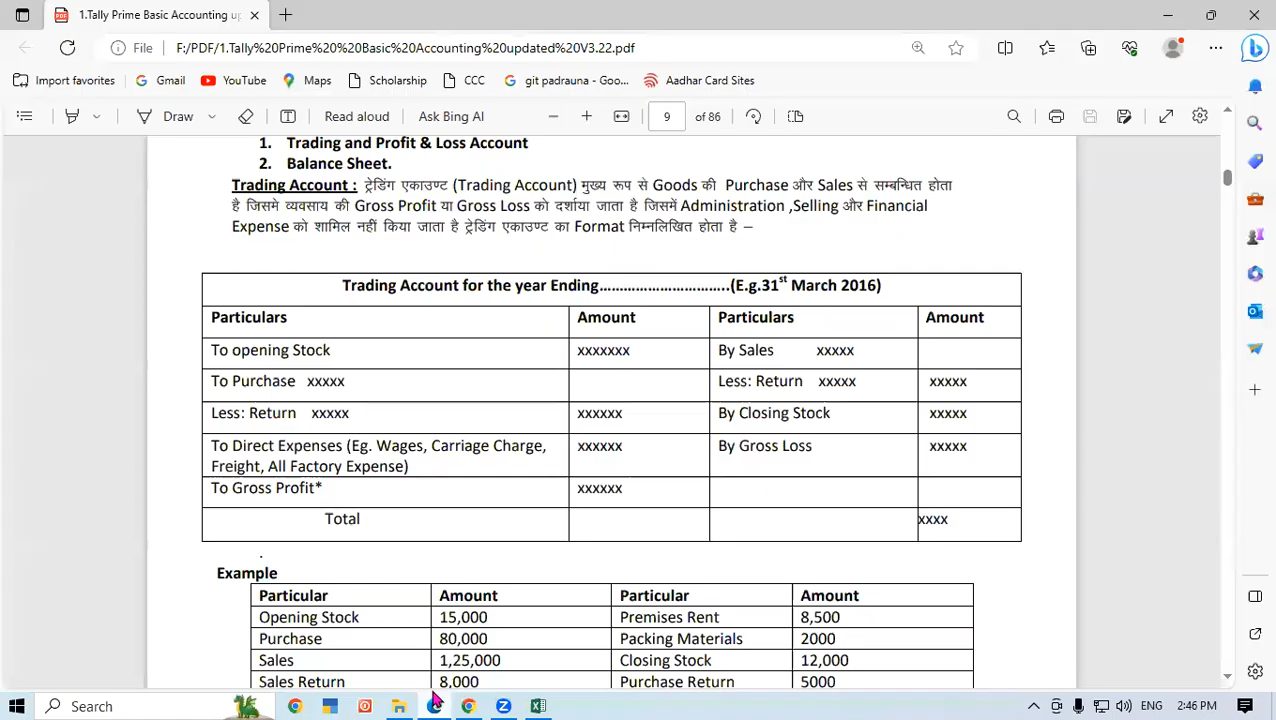 1.Tally Prime Basic Accounting up
File F:/PDF/1.Tally%20Prime%20%20Basic%20Accounting%20updated%20V3.22.pdf
Import favorites Gmail YouTube Maps Scholarship CCC git padrauna - Goo... Aadhar Card Sites
Draw Read aloud Ask Bing AI 9 of 86
1. Trading and Profit & Loss Account
2. Balance Sheet.
Trading Account : ट्रेडिंग एकाउण्ट (Trading Account) मुख्य रूप से Goods की Purchase और Sales से सम्बन्धित होता
है जिसमे व्यवसाय की Gross Profit या Gross Loss को दर्शाया जाता है जिसमें Administration ,Selling और Financial
Expense को शामिल नहीं किया जाता है ट्रेडिंग एकाउण्ट का Format निम्नलिखित होता है –
Trading Account for the year Ending…………………………..(E.g.31st March 2016)
Particulars Amount Particulars Amount
To opening Stock xxxxxxx By Sales xxxxx
To Purchase xxxxx Less: Return xxxxx xxxxx
Less: Return xxxxx xxxxxx By Closing Stock xxxxx
To Direct Expenses (Eg. Wages, Carriage Charge, xxxxxx By Gross Loss xxxxx
Freight, All Factory Expense)
To Gross Profit* xxxxxx
Total xxxx
.
Example
Particular Amount Particular Amount
Opening Stock 15,000 Premises Rent 8,500
Purchase 80,000 Packing Materials 2000
Sales 1,25,000 Closing Stock 12,000
Sales Return 8,000 Purchase Return 5000
Search ENG 2:46 PM